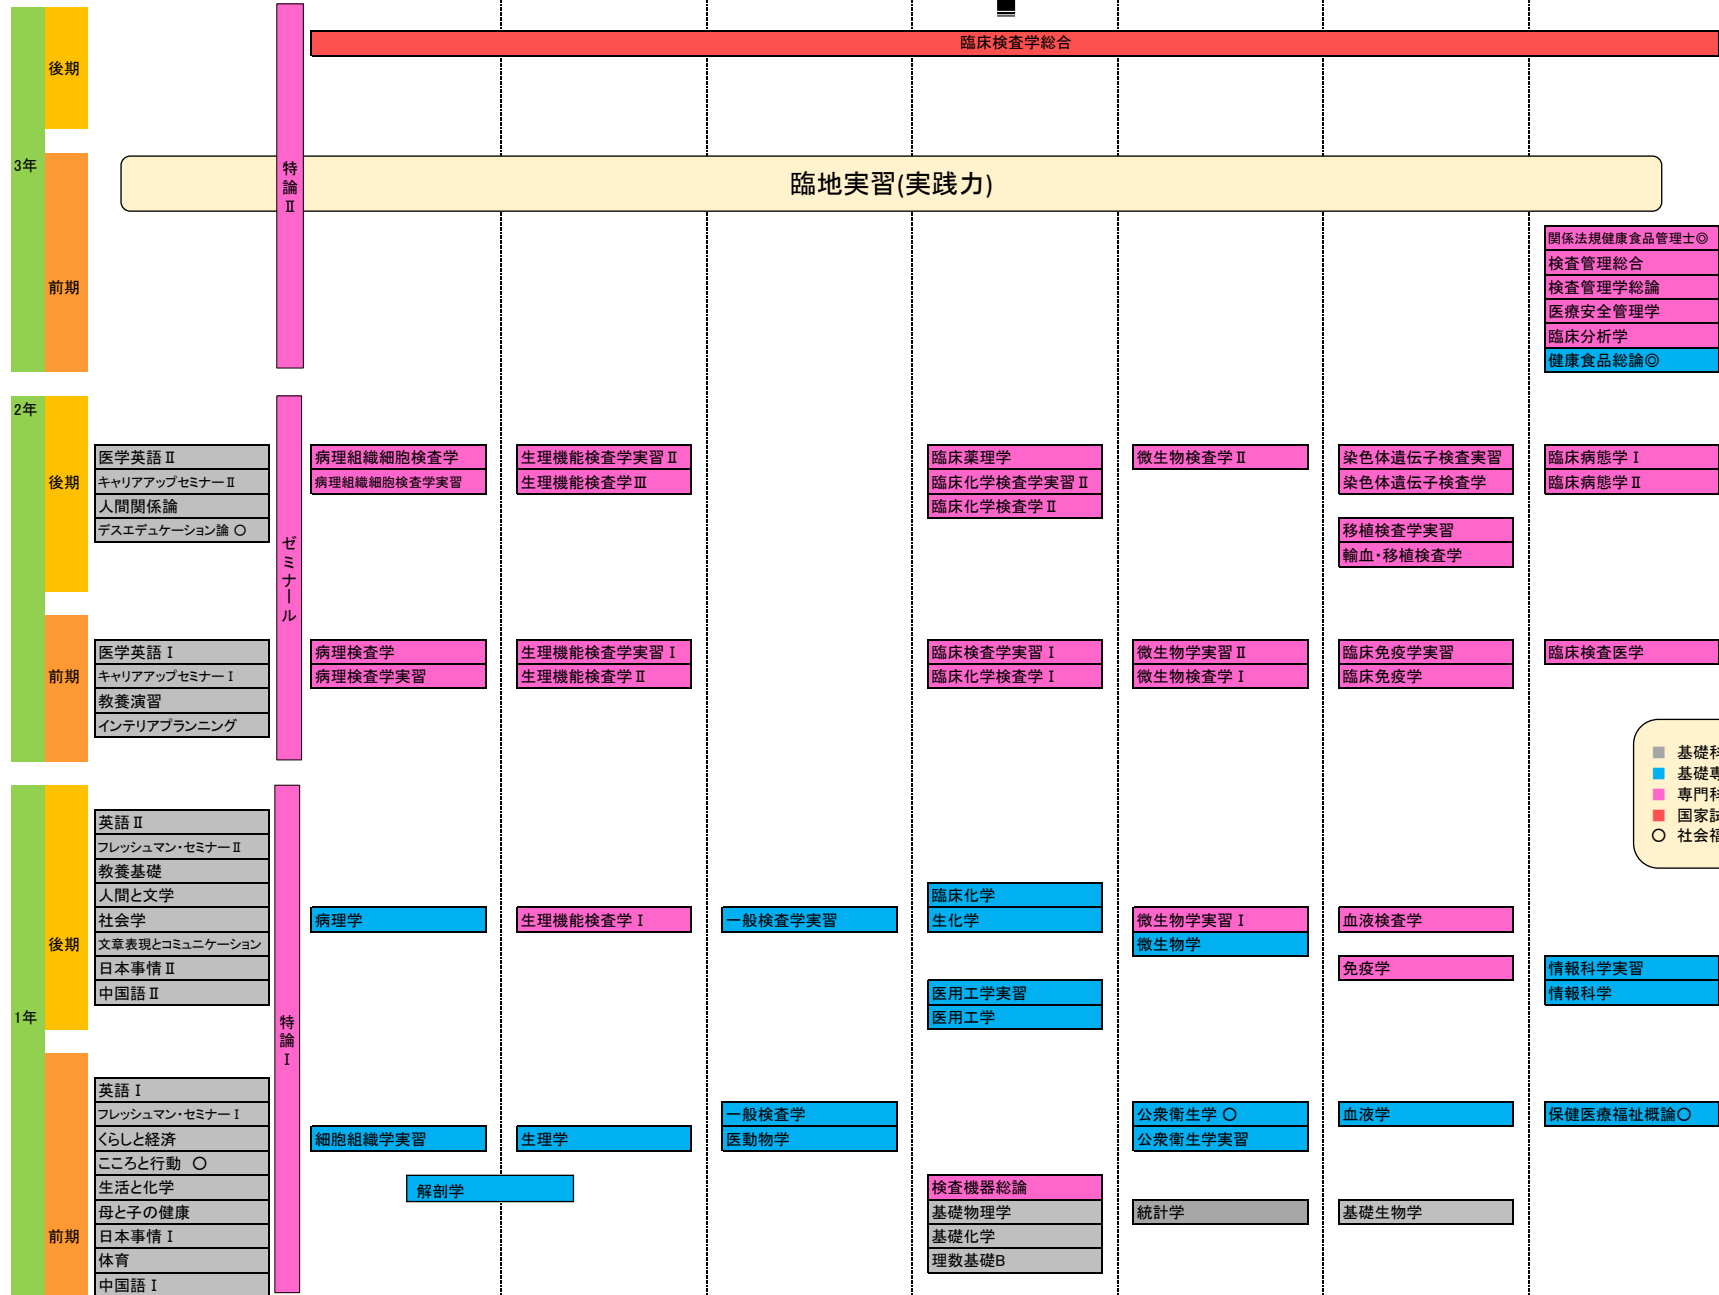 臨床検査学総合
後期
3年
特論Ⅱ
臨地実習(実践力)
前期
関係法規健康食品管理士◎
検査管理総合
検査管理学総論
医療安全管理学
臨床分析学
健康食品総論◎
2年
後期
ゼミナール
医学英語Ⅱ
キャリアアップセミナーⅡ
人間関係論
デスエデュケーション論 〇
病理組織細胞検査学
病理組織細胞検査学実習
生理機能検査学実習Ⅱ
生理機能検査学Ⅲ
臨床薬理学
臨床化学検査学実習Ⅱ
臨床化学検査学Ⅱ
微生物検査学Ⅱ
染色体遺伝子検査実習
染色体遺伝子検査学
移植検査学実習
輸血・移植検査学
臨床病態学Ⅰ
臨床病態学Ⅱ
前期
医学英語Ⅰ
キャリアアップセミナーⅠ
教養演習
インテリアプランニング
病理検査学
病理検査学実習
生理機能検査学実習Ⅰ
生理機能検査学Ⅱ
臨床検査学実習Ⅰ
臨床化学検査学Ⅰ
微生物学実習Ⅱ
微生物検査学Ⅰ
臨床免疫学実習
臨床免疫学
臨床検査医学
基礎科
基礎専
専門科
国家試
〇 社会福
1年
後期
特論Ⅰ
英語Ⅱ
フレッシュマン・セミナーⅡ
教養基礎
人間と文学
社会学
文章表現とコミュニケーション
日本事情Ⅱ
中国語Ⅱ
病理学
生理機能検査学Ⅰ
一般検査学実習
臨床化学
生化学
医用工学実習
医用工学
微生物学実習Ⅰ
微生物学
血液検査学
免疫学
情報科学実習
情報科学
前期
英語Ⅰ
フレッシュマン・セミナーⅠ
くらしと経済
こころと行動 〇
生活と化学
母と子の健康
日本事情Ⅰ
体育
中国語Ⅰ
細胞組織学実習
生理学
解剖学
一般検査学
医動物学
検査機器総論
基礎物理学
基礎化学
理数基礎B
公衆衛生学 〇
公衆衛生学実習
統計学
血液学
基礎生物学
保健医療福祉概論〇